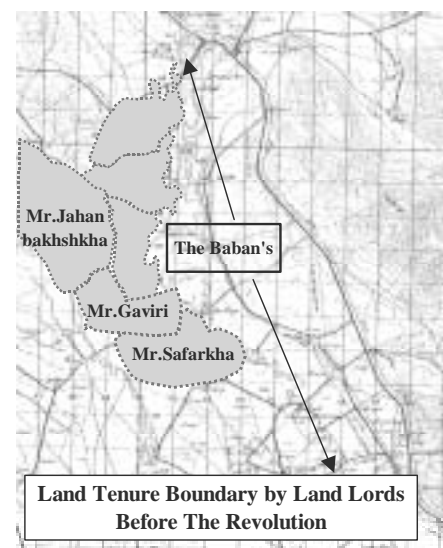 Mr.Jahan
bakhshkha
The Baban's
Mr.Gaviri
Mr.Safarkha
Land Tenure Boundary by Land Lords
Before The Revolution